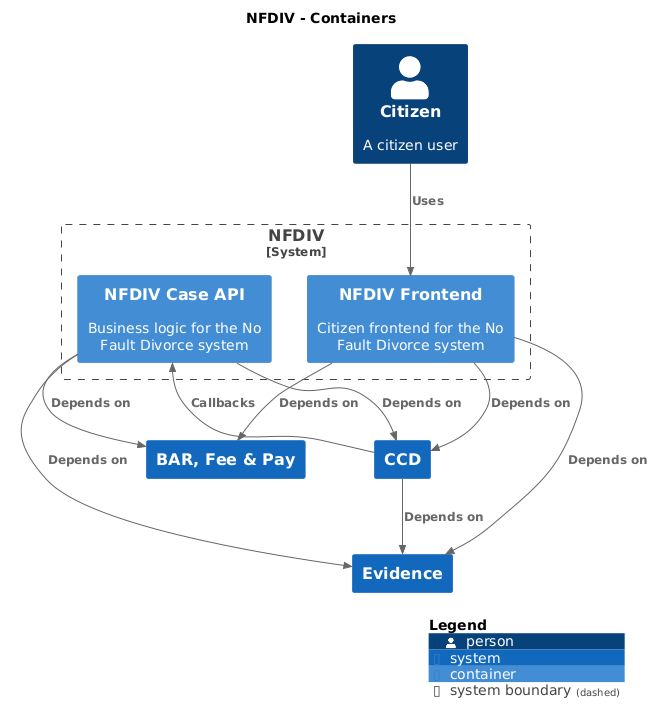 NFDIV - Containers
Citizen
A citizen user
Uses
NFDIV
[System]
NFDIV Case API
Business logic for the No
Fault Divorce system
NFDIV Frontend
Citizen frontend for the No
Fault Divorce system
Depends on
Callbacks
Depends on
Depends on
Depends on
BAR, Fee & Pay
CCD
Depends on
Depends on
Depends on
Evidence
Legend
person
system
container
system boundary (dashed)